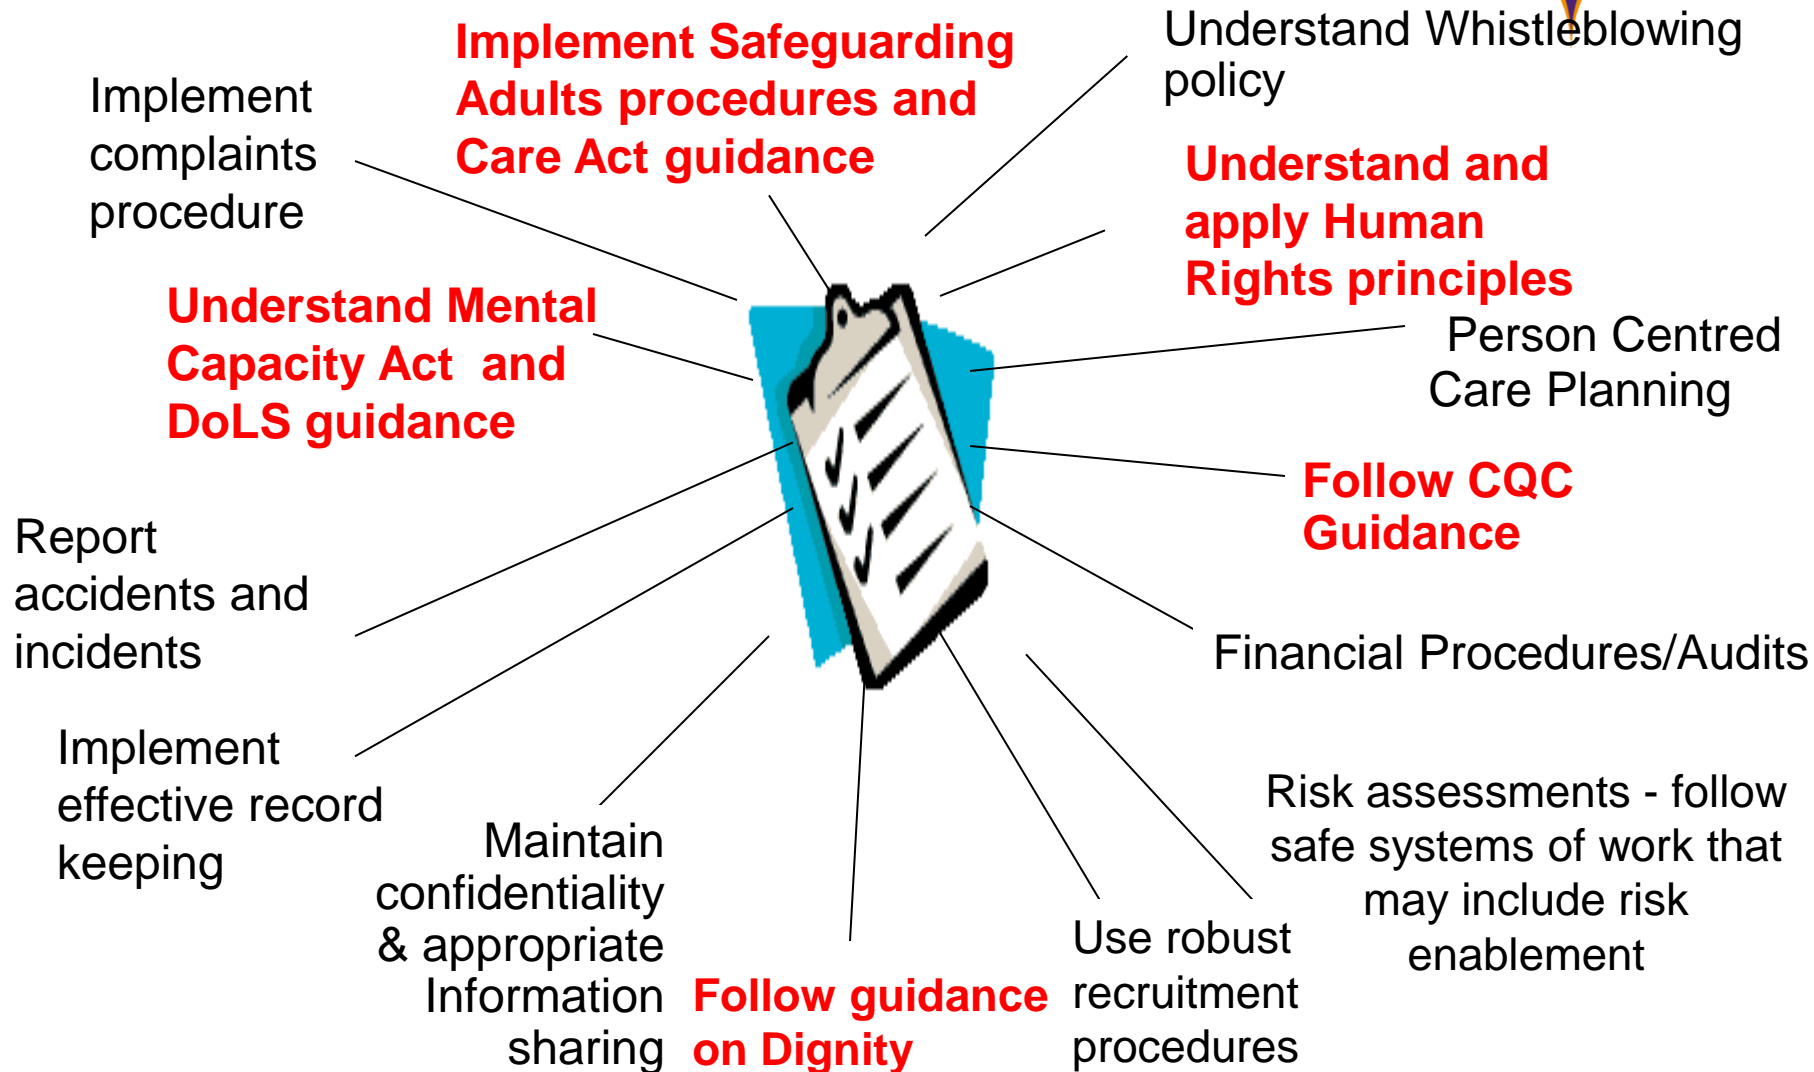 Implement Safeguarding
Adults procedures and
Care Act guidance
Understand Whistleblowing
policy
Implement
complaints
procedure
Understand and
apply Human
Rights principles
Understand Mental
Capacity Act  and
DoLS guidance
Person Centred
Care Planning
Follow CQC
Guidance
Report
accidents and
incidents
Financial Procedures/Audits
Implement
effective record
keeping
Maintain
confidentiality
& appropriate
Information
sharing
Follow guidance
on Dignity
Use robust
recruitment
procedures
Risk assessments - follow
safe systems of work that
may include risk
enablement